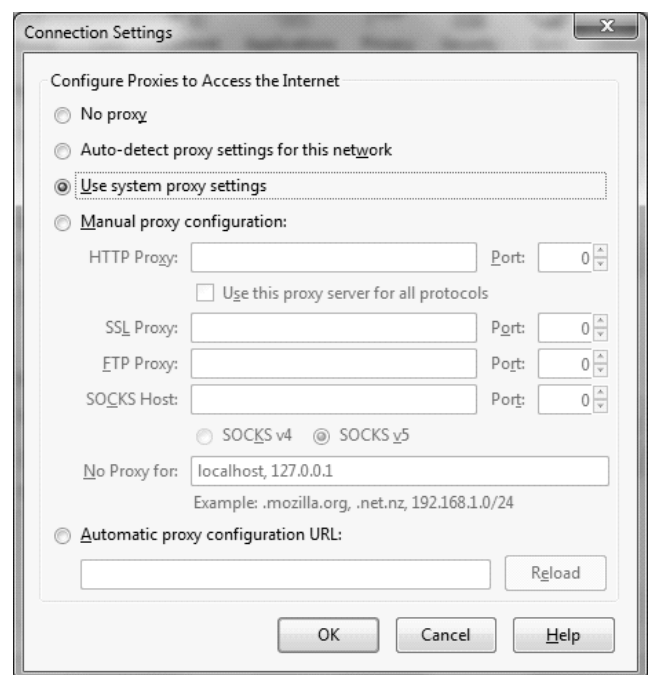 Connection Settings
Configure Proxies to Access the Internet
No proxy
Auto-detect proxy settings for this network
Use system proxy settings
Manual proxy configuration:
HTTP Proxy: Port: 0
Use this proxy server for all protocols
SSL Proxy: Port: 0
FTP Proxy: Port: 0
SOCKS Host: Port: 0
SOCKS v4 SOCKS v5
No Proxy for: localhost, 127.0.0.1
Example: .mozilla.org, .net.nz, 192.168.1.0/24
Automatic proxy configuration URL:
Reload
OK Cancel Help